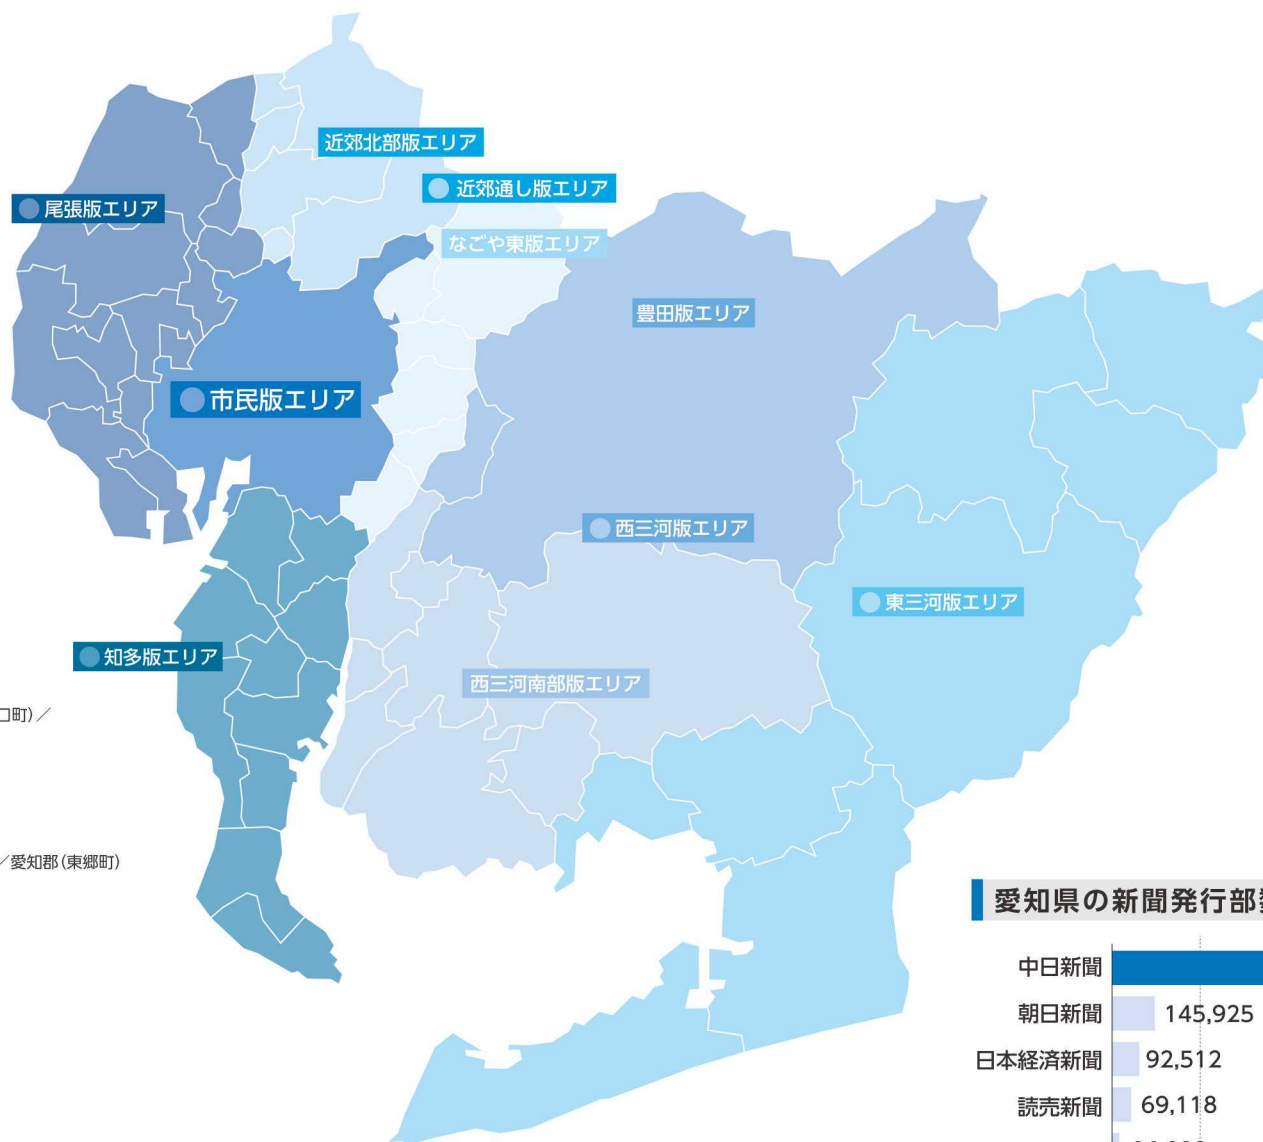 近郊北部版エリア
近郊通し版エリア
尾張版エリア
なごや東版エリア
豊田版エリア
市民版エリア
西三河版エリア
東三河版エリア
知多版エリア
西三河南部版エリア
口町)／
／愛知郡(東郷町)
愛知県の新聞発行部
中日新聞
朝日新聞 145,925
日本経済新聞 92,512
読売新聞 69,118